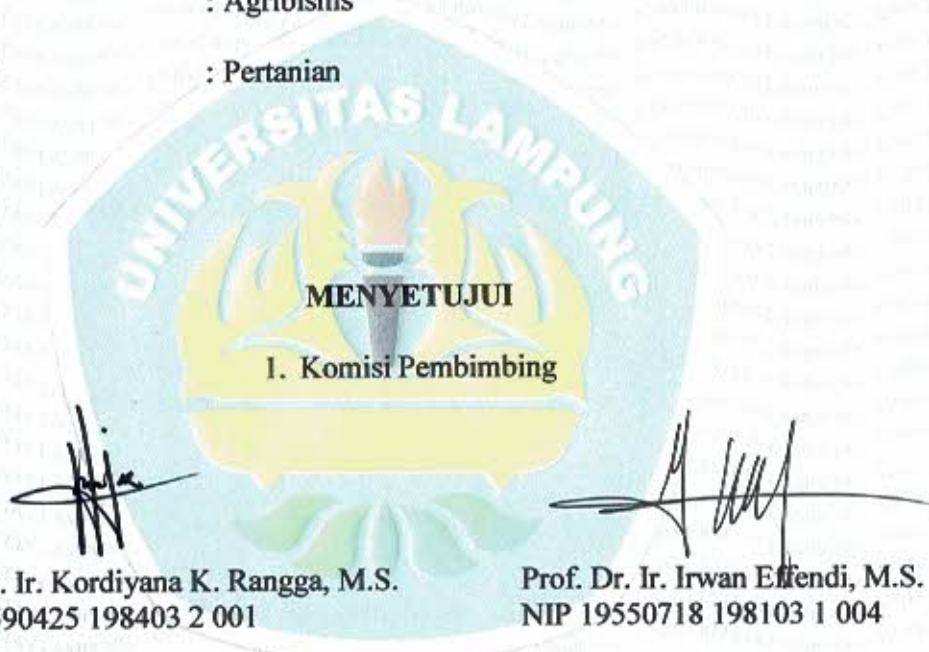 : Agribisnis
: Pertanian
UNIVERSITAS LAMPUNG
MENYETUJUI
1. Komisi Pembimbing
. Ir. Kordiyana K. Rangga, M.S.
590425 198403 2 001
Prof. Dr. Ir. Irwan Effendi, M.S.
NIP 19550718 198103 1 004